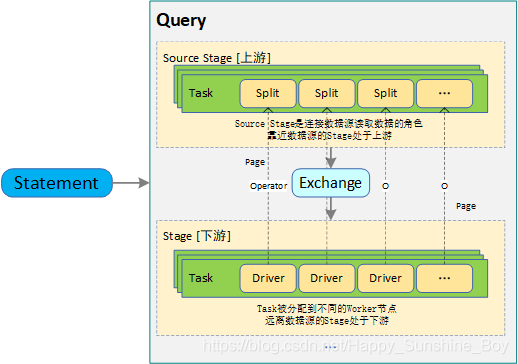 Query
Source Stage [上游]
Task
Split
Split
Split
...
Source Stage是连接数据源读取数据的角色
靠近数据源的Stage处于上游
Page
Operator
Exchange
O
O
Page
Statement
Stage [下游]
Task
Driver
Driver
Driver
...
Task被分配到不同的Worker节点
远离数据源的Stage处于下游
...
https://blog.csdn.net/Happy_Sunshine_Boy